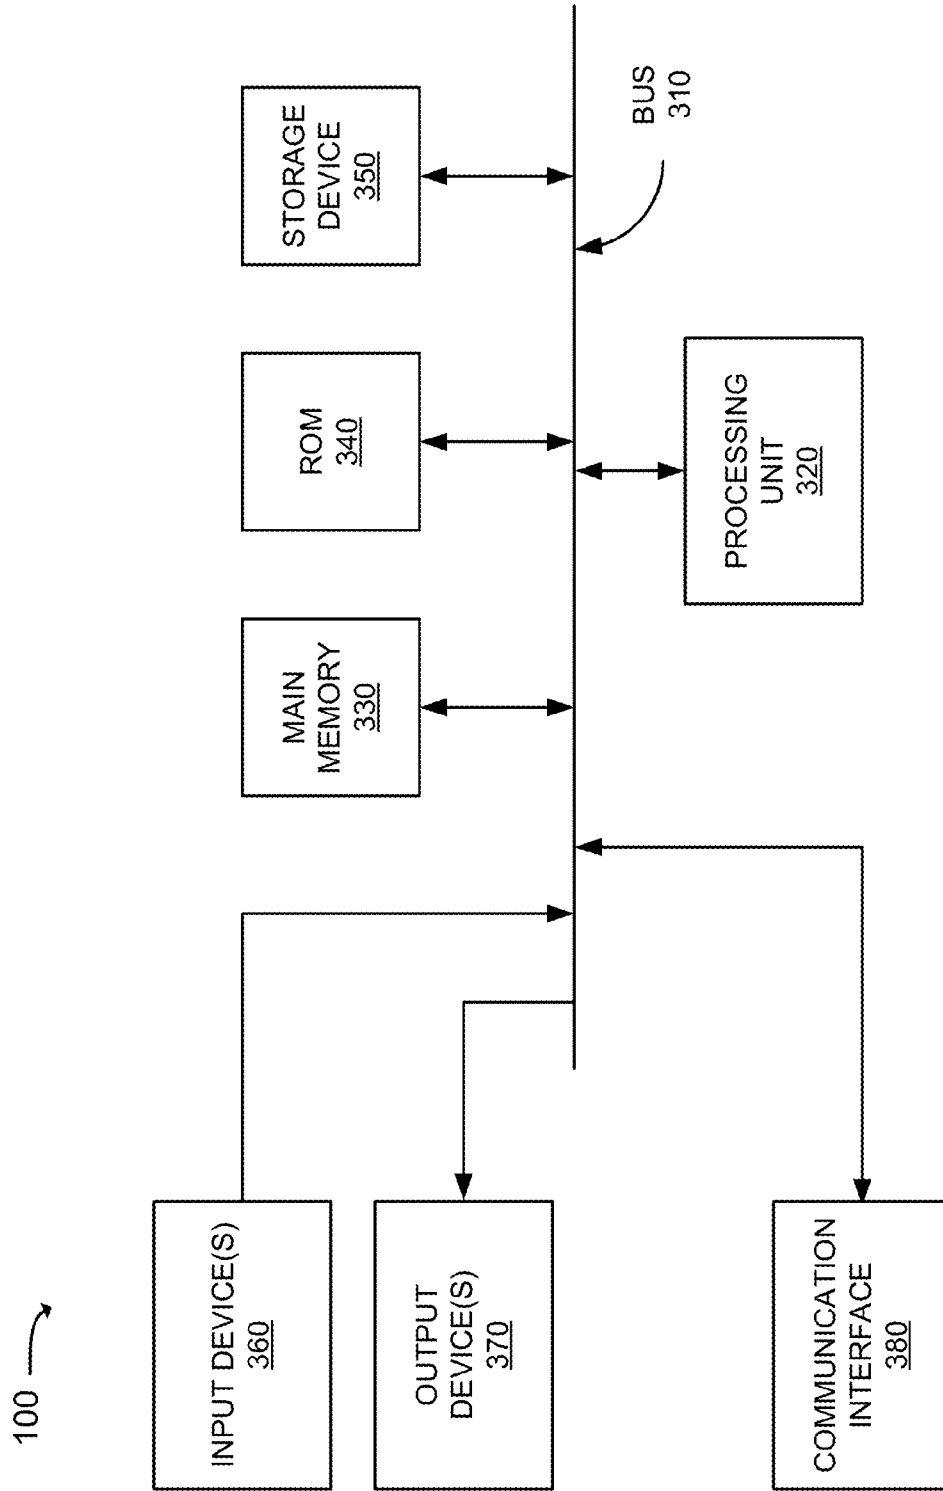 100
INPUT DEVICE(S)
360
OUTPUT
DEVICE(S)
370
COMMUNICATION
INTERFACE
380
MAIN
MEMORY
330
ROM
340
STORAGE
DEVICE
350
PROCESSING
UNIT
320
BUS
310